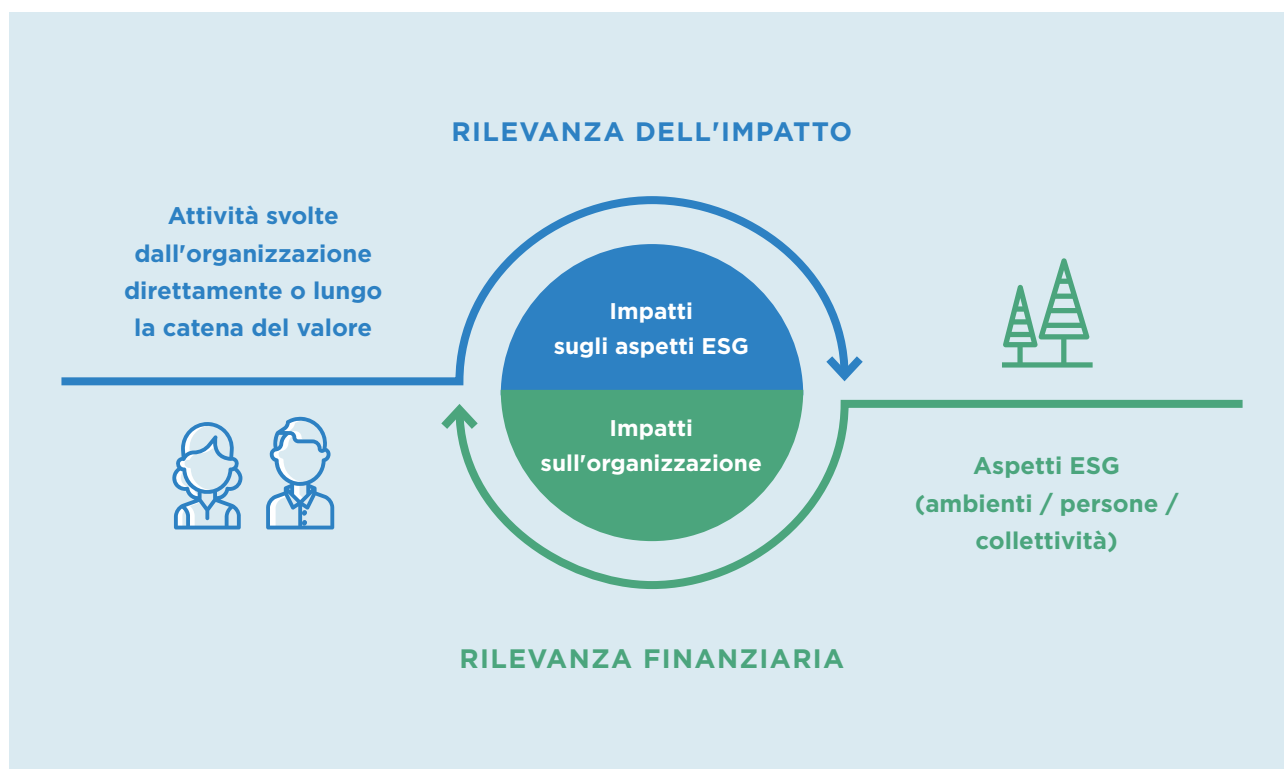 RILEVANZA DELL'IMPATTO
Attività svolte
dall'organizzazione
direttamente o lungo
la catena del valore
Impatti
sugli aspetti ESG
Impatti
sull'organizzazione
Aspetti ESG
(ambienti / persone /
collettività)
RILEVANZA FINANZIARIA